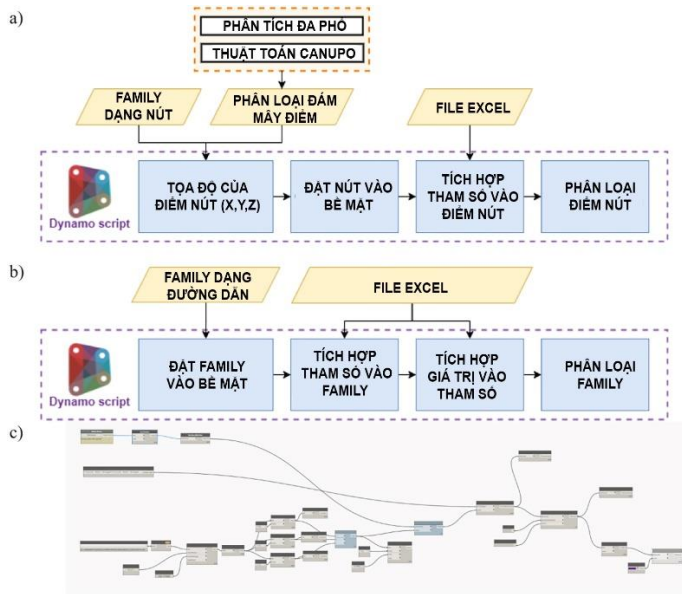 a)
PHÂN TÍCH ĐA PHỔ
THUẬT TOÁN CANUPO
FAMILY
DẠNG NÚT
PHÂN LOẠI ĐÁM
MÂY ĐIỂM
FILE EXCEL
Dynamo script
TỌA ĐỘ CỦA
ĐIỂM NÚT (X,Y,Z)
ĐẶT NÚT VÀO
BỀ MẶT
TÍCH HỢP
THAM SỐ VÀO
ĐIỂM NÚT
PHÂN LOẠI
ĐIỂM NÚT
b)
FAMILY DẠNG
ĐƯỜNG DẪN
FILE EXCEL
Dynamo script
ĐẶT FAMILY
VÀO BỀ MẶT
TÍCH HỢP
THAM SỐ VÀO
FAMILY
TÍCH HỢP
GIÁ TRỊ VÀO
THAM SỐ
PHÂN LOẠI
FAMILY
c)